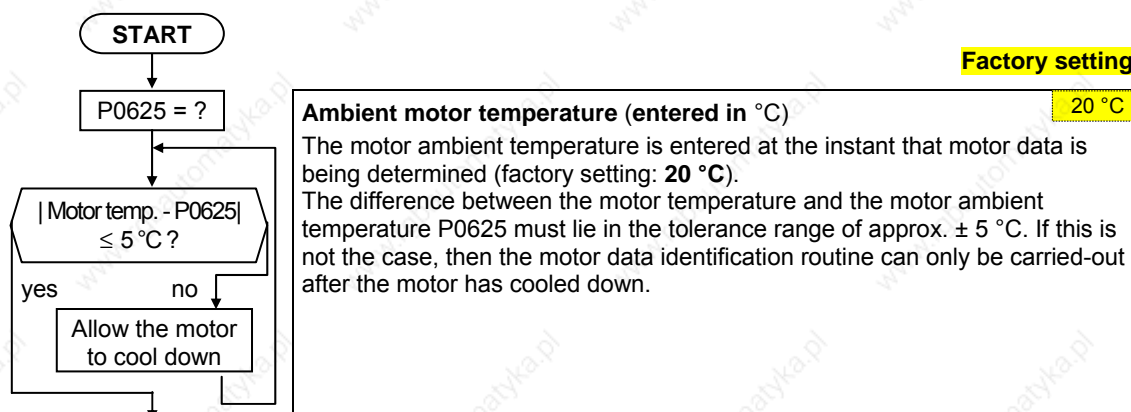 START
Factory setting
P0625 = ?
Ambient motor temperature (entered in °C)
20 °C
The motor ambient temperature is entered at the instant that motor data is
being determined (factory setting: 20 °C).
The difference between the motor temperature and the motor ambient
temperature P0625 must lie in the tolerance range of approx. ± 5 °C. If this is
not the case, then the motor data identification routine can only be carried-out
after the motor has cooled down.
| Motor temp. - P0625|
≤ 5 °C ?
yes
no
Allow the motor
to cool down